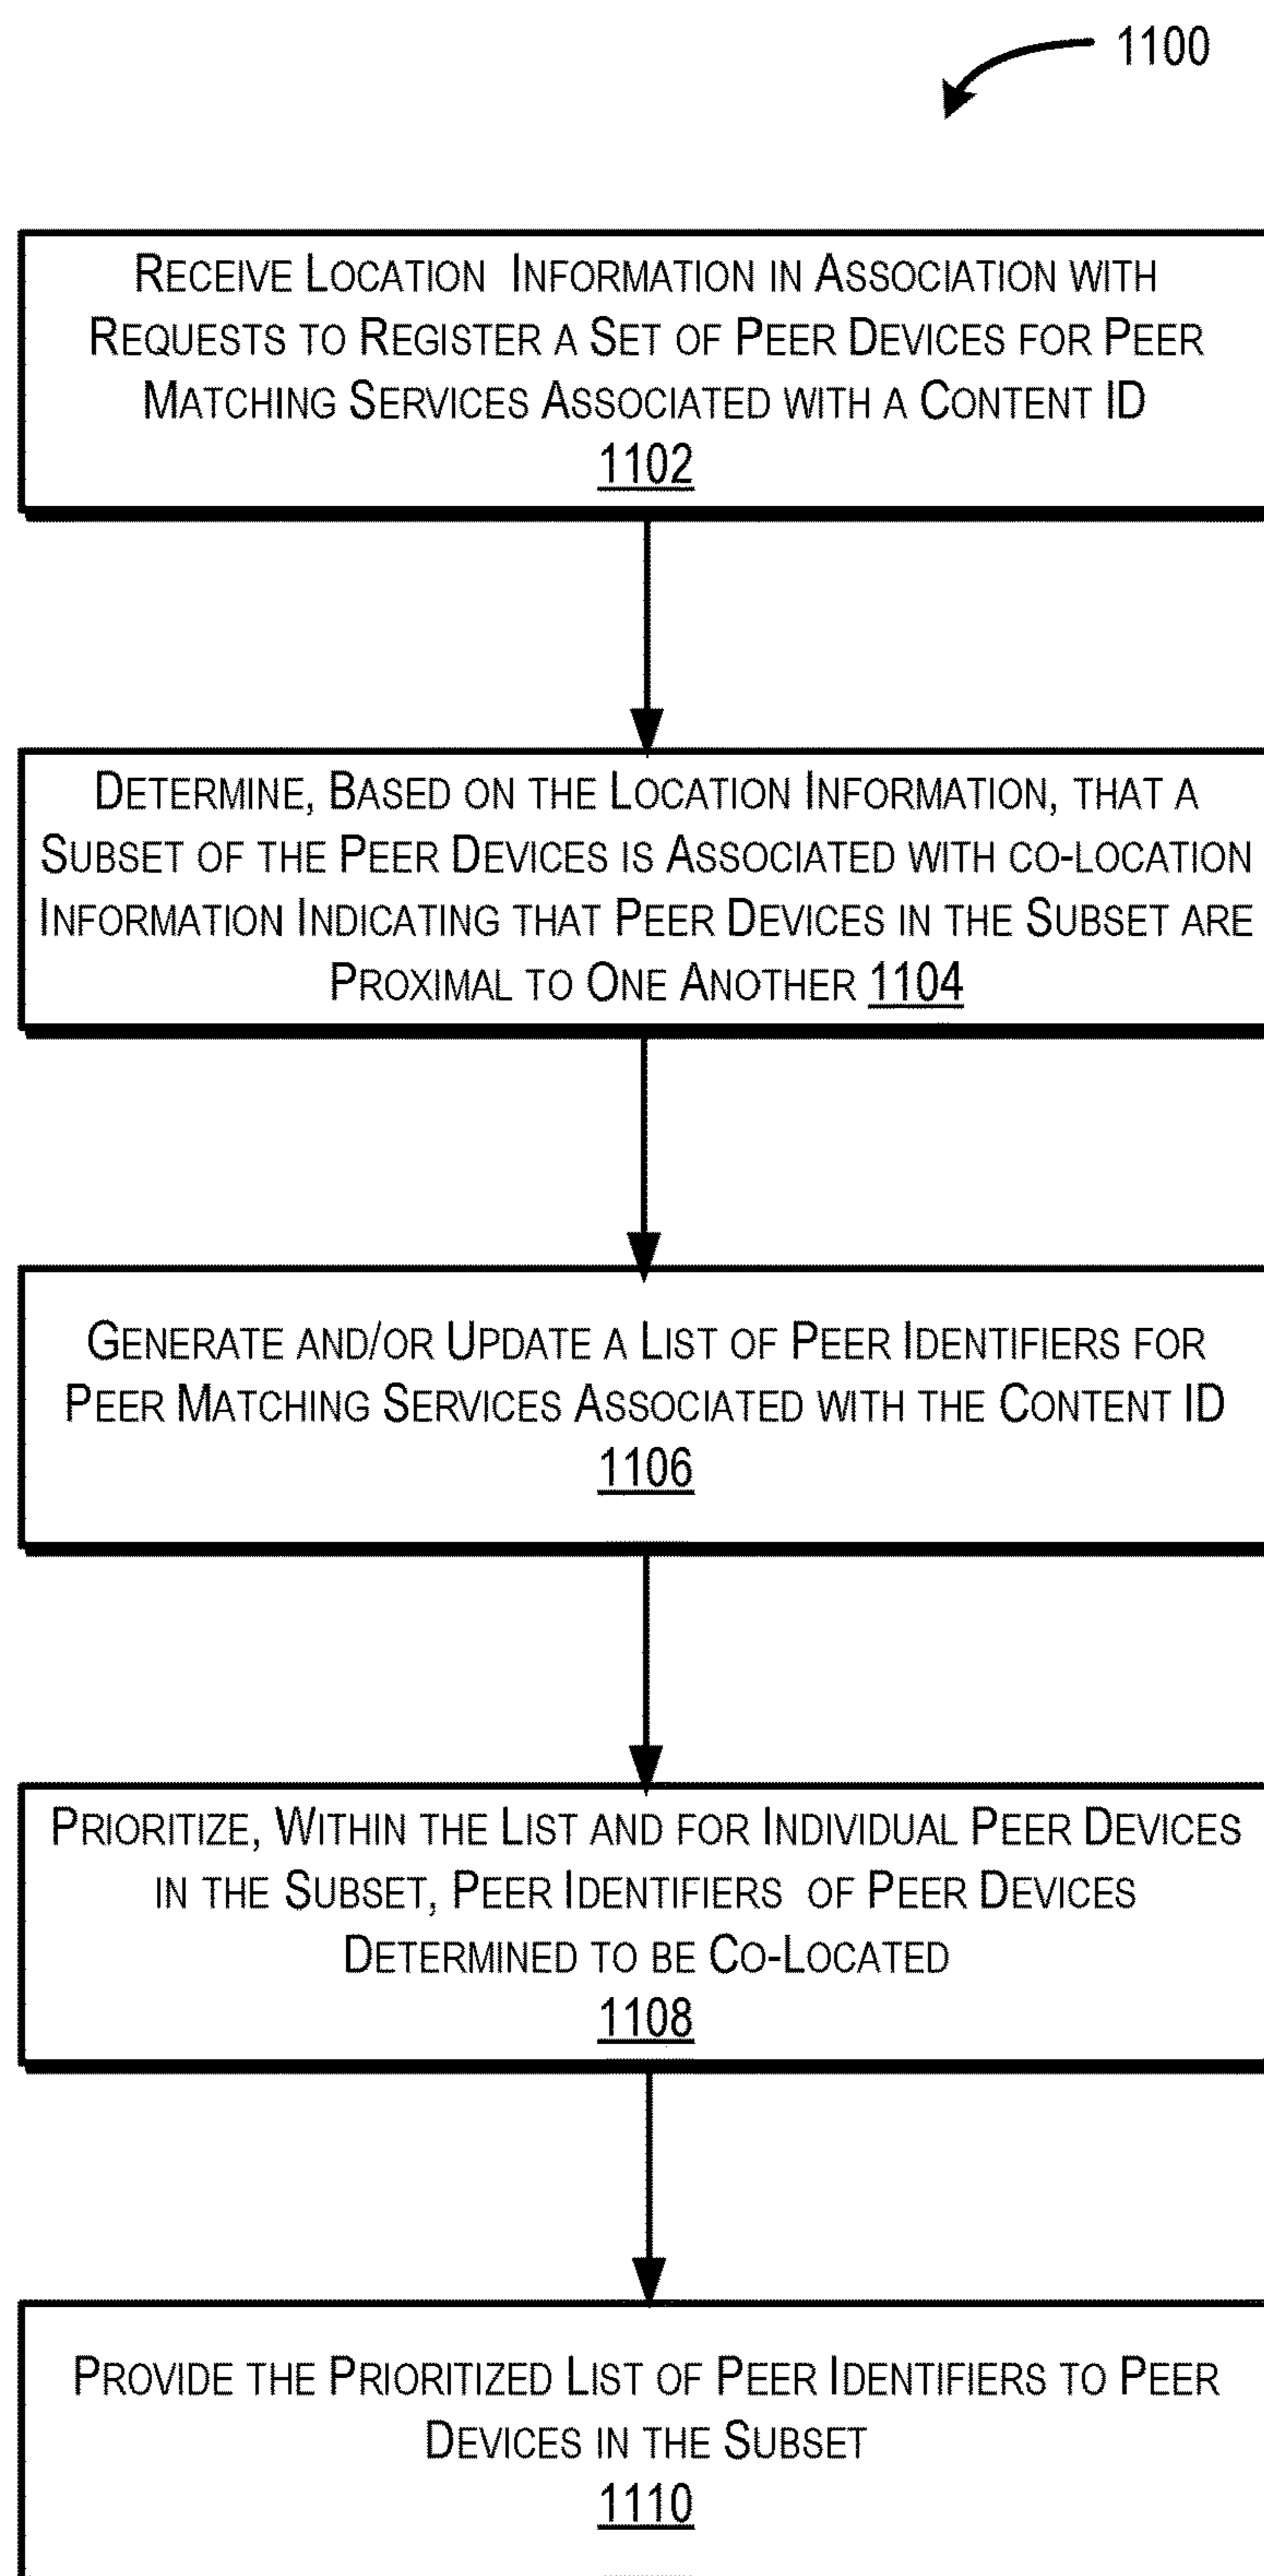 1100
Receive Location Information in Association with
Requests to Register a Set of Peer Devices for Peer
Matching Services Associated with a Content ID
1102
Determine, Based on the Location Information, that a
Subset of the Peer Devices is Associated with co-location
Information Indicating that Peer Devices in the Subset are
Proximal to One Another 1104
Generate and/or Update a List of Peer Identifiers for
Peer Matching Services Associated with the Content ID
1106
Prioritize, Within the List and for Individual Peer Devices
in the Subset, Peer Identifiers of Peer Devices
Determined to be Co-Located
1108
Provide the Prioritized List of Peer Identifiers to Peer
Devices in the Subset
1110